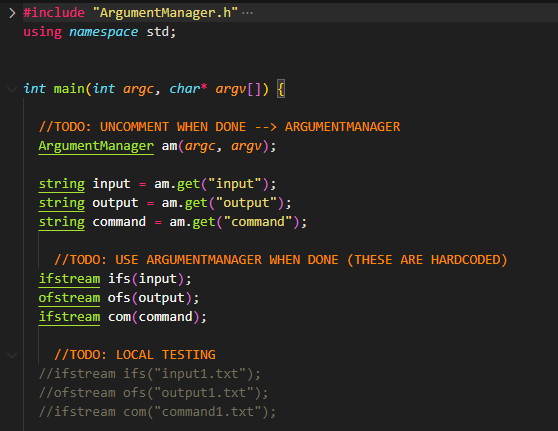 #include "ArgumentManager.h" ...
using namespace std;
int main(int argc, char* argv[]) {
//TODO: UNCOMMENT WHEN DONE --> ARGUMENTMANAGER
ArgumentManager am(argc, argv);
string input = am.get("input");
string output = am.get("output");
string command = am.get("command");
//TODO: USE ARGUMENTMANAGER WHEN DONE (THESE ARE HARDCODED)
ifstream ifs(input);
ofstream ofs(output);
ifstream com(command);
//TODO: LOCAL TESTING
//ifstream ifs("input1.txt");
//ofstream ofs("output1.txt");
//ifstream com("command1.txt");